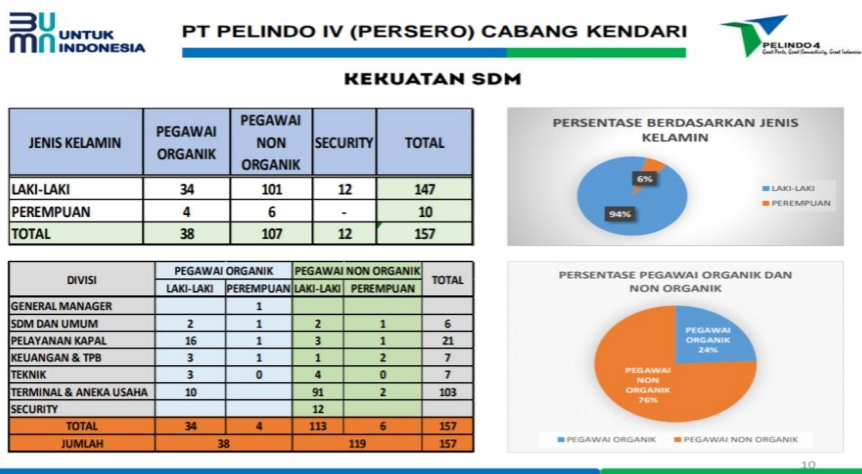 BUMN UNTUK INDONESIA
PT PELINDO IV (PERSERO) CABANG KENDARI
PELINDO 4
Great Ports, Great Connectivity, Great Indonesia
KEKUATAN SDM
JENIS KELAMIN PEGAWAI ORGANIK PEGAWAI NON ORGANIK SECURITY TOTAL
LAKI-LAKI 34 101 12 147
PEREMPUAN 4 6 - 10
TOTAL 38 107 12 157
PERSENTASE BERDASARKAN JENIS
KELAMIN
6%
94%
LAKI-LAKI
PEREMPUAN
DIVISI PEGAWAI ORGANIK PEGAWAI NON ORGANIK TOTAL
LAKI-LAKI PEREMPUAN LAKI-LAKI PEREMPUAN
GENERAL MANAGER 1
SDM DAN UMUM 2 1 2 1 6
PELAYANAN KAPAL 16 1 3 1 21
KEUANGAN & TPB 3 1 1 2 7
TEKNIK 3 0 4 0 7
TERMINAL & ANEKA USAHA 10 91 2 103
SECURITY 12
TOTAL 34 4 113 6 157
JUMLAH 38 119 157
PERSENTASE PEGAWAI ORGANIK DAN
NON ORGANIK
PEGAWAI
ORGANIK
24%
PEGAWAI
NON
ORGANIK
76%
PEGAWAI ORGANIK PEGAWAI NON ORGANIK
10